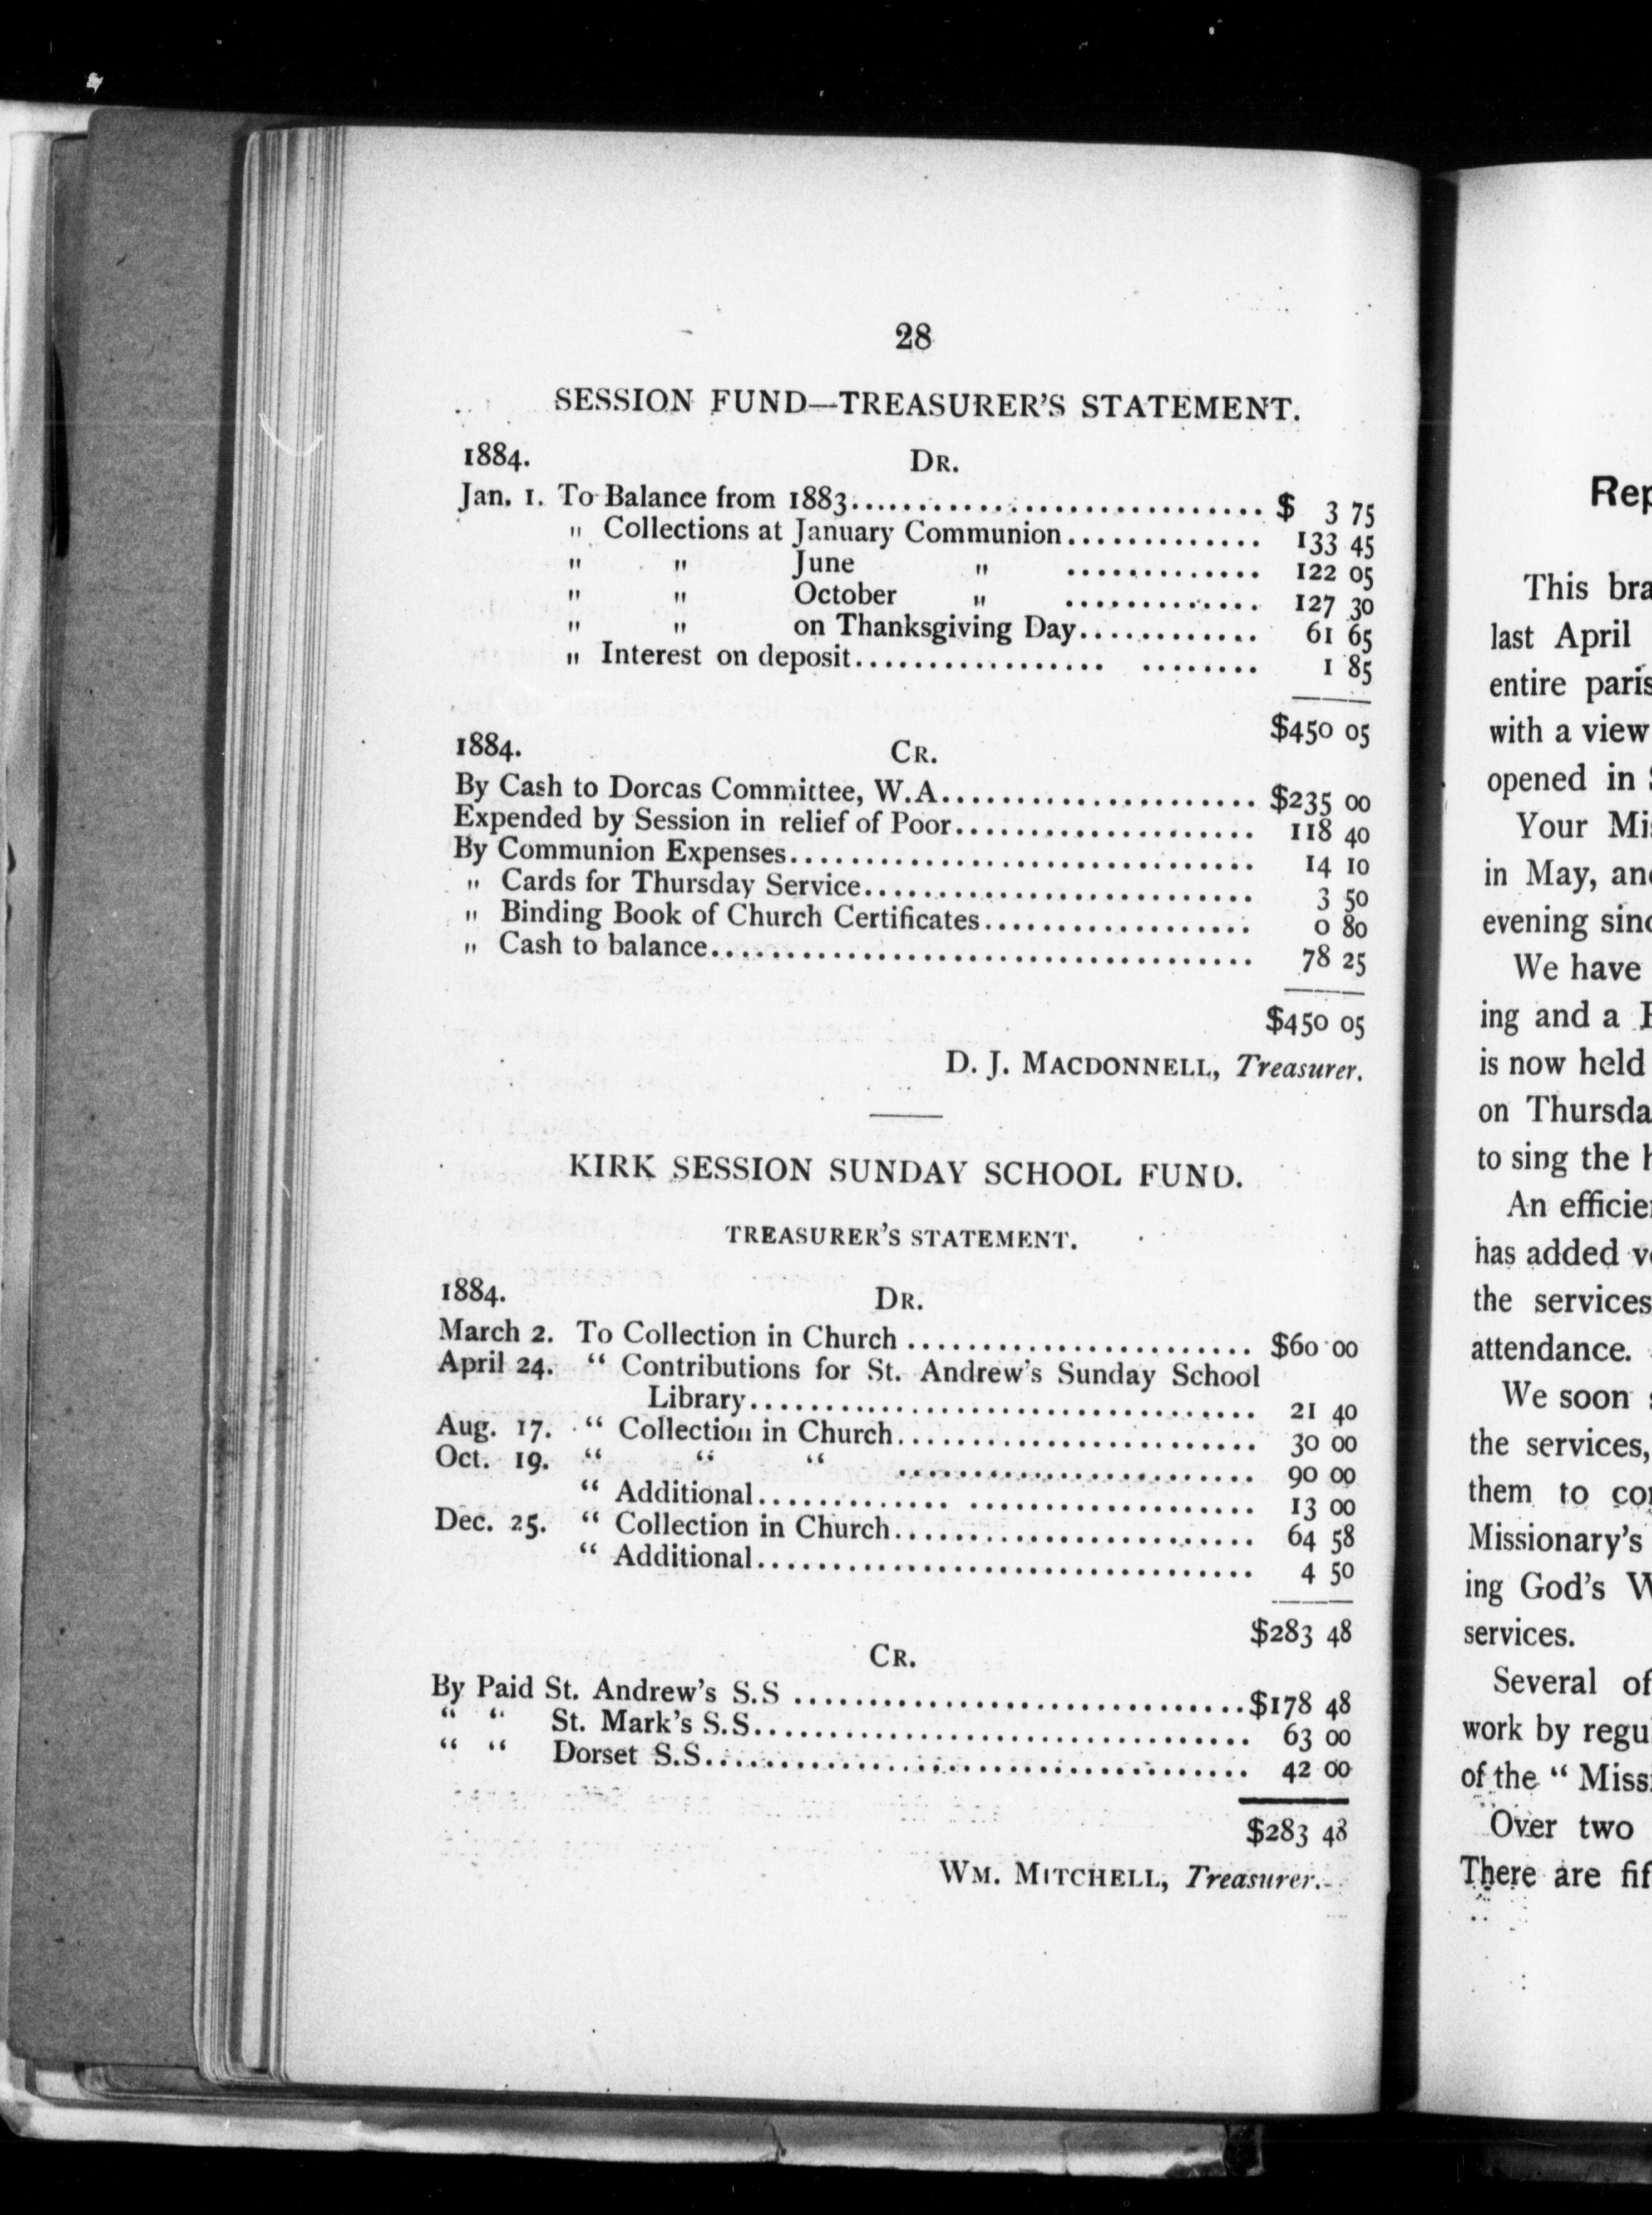 28
SESSION FUND—TREASURER'S STATEMENT.
1884. DR.
Jan. 1. To Balance from 1883.............................. $ 3 75
" Collections at January Communion............. 133 45
" " June " ............. 122 05
" " October " ............. 127 30
" " on Thanksgiving Day............ 61 65
" Interest on deposit................. ........ 1 85
$450 05
1884. CR.
By Cash to Dorcas Committee, W.A..................... $235 00
Expended by Session in relief of Poor.................... 118 40
By Communion Expenses............................... 14 10
" Cards for Thursday Service.......................... 3 50
" Binding Book of Church Certificates.................. 0 80
" Cash to balance..................................... 78 25
$450 05
D. J. MACDONNELL, Treasurer.
KIRK SESSION SUNDAY SCHOOL FUND.
TREASURER'S STATEMENT.
1884. DR.
March 2. To Collection in Church ....................... $60 00
April 24. “ Contributions for St. Andrew's Sunday School
Library.................................. 21 40
Aug. 17. “ Collection in Church........................ 30 00
Oct. 19. “ “ “ ........................ 90 00
“ Additional............. ................... 13 00
Dec. 25. “ Collection in Church........................ 64 58
“ Additional................................. 4 50
$283 48
CR.
By Paid St. Andrew's S.S ..............................$178 48
“ “ St. Mark's S.S................................. 63 00
“ “ Dorset S.S.................................... 42 00
$283 48
WM. MITCHELL, Treasurer.
Rep
This bra
last April
entire paris
with a view
opened in
Your Mis
in May, and
evening sinc
We have
ing and a
is now held
on Thursda
to sing the h
An efficie
has added ve
the services
attendance.
We soon s
the services,
them to co
Missionary's
ing God's W
services.
Several of
work by regu
of the “ Miss
Over two
There are fif